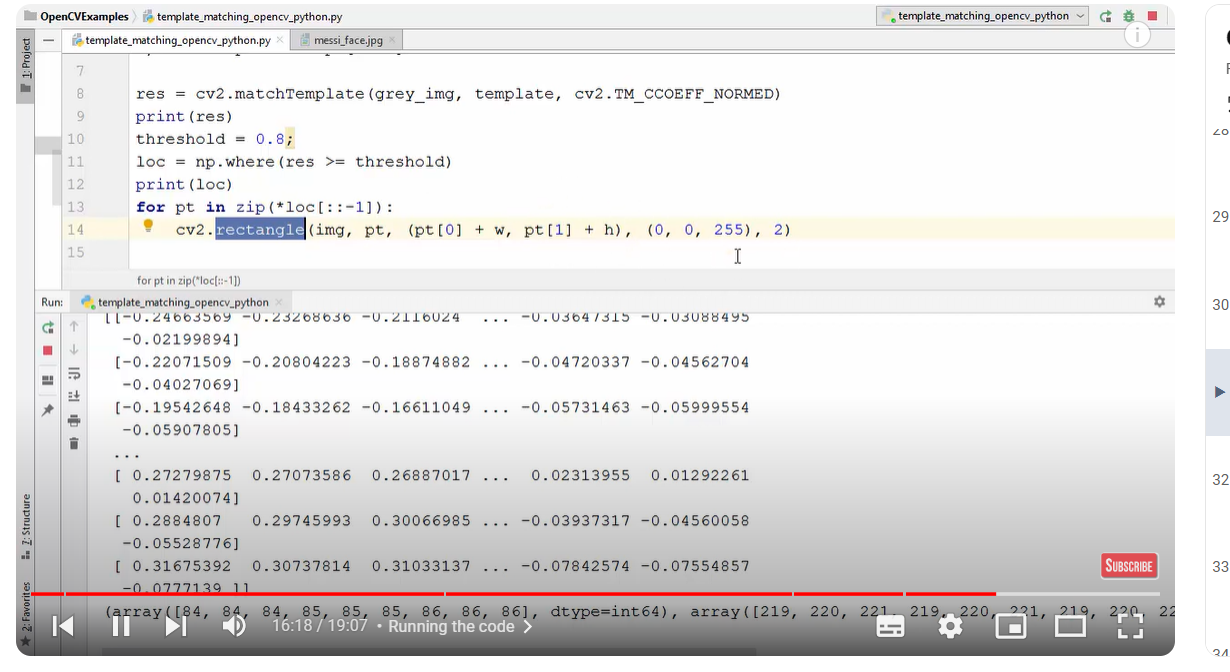 OpenCVExamples template_matching_opencv_python.py template_matching_opencv_python
template_matching_opencv_python.py messi_face.jpg
1: Project
7
8 res = cv2.matchTemplate(grey_img, template, cv2.TM_CCOEFF_NORMED)
9 print(res)
10 threshold = 0.8;
11 loc = np.where(res >= threshold)
12 print(loc)
13 for pt in zip(*loc[::-1]):
14 cv2.rectangle(img, pt, (pt[0] + w, pt[1] + h), (0, 0, 255), 2)
15
for pt in zip(*loc[::-1])
Run: template_matching_opencv_python
[[-0.24663569 -0.23268636 -0.2116024 ... -0.03647315 -0.03088495
-0.02199894]
[-0.22071509 -0.20804223 -0.18874882 ... -0.04720337 -0.04562704
-0.04027069]
[-0.19542648 -0.18433262 -0.16611049 ... -0.05731463 -0.05999554
-0.05907805]
...
[ 0.27279875 0.27073586 0.26887017 ... 0.02313955 0.01292261
0.01420074]
[ 0.2884807 0.29745993 0.30066985 ... -0.03937317 -0.04560058
-0.05528776]
[ 0.31675392 0.30737814 0.31033137 ... -0.07842574 -0.07554857
-0.0777139 ]]
(array([84, 84, 84, 85, 85, 85, 86, 86, 86], dtype=int64), array([219, 220, 221, 219, 220, 221, 219, 220, 22
Z: Structure
2: Favorites
SUBSCRIBE
16:18 / 19:07 • Running the code
29
30
32
33
34